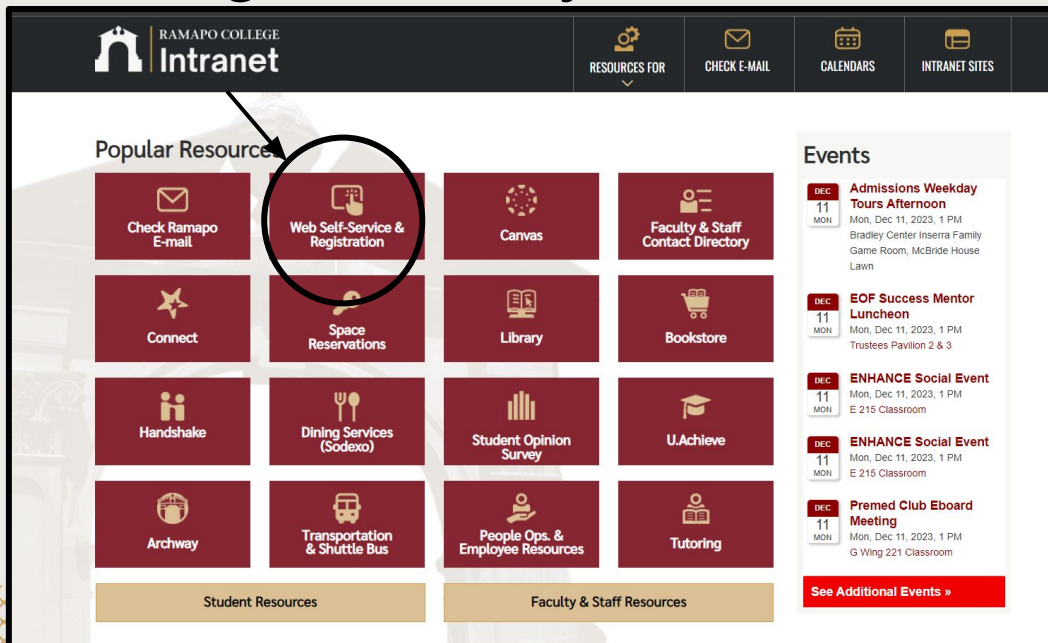 RAMAPO COLLEGE
Intranet
RESOURCES FOR
CHECK E-MAIL
CALENDARS
INTRANET SITES
Popular Resources
Check Ramapo
E-mail
Web Self-Service &
Registration
Canvas
Faculty & Staff
Contact Directory
Connect
Space
Reservations
Library
Bookstore
Handshake
Dining Services
(Sodexo)
Student Opinion
Survey
U.Achieve
Archway
Transportation
& Shuttle Bus
People Ops. &
Employee Resources
Tutoring
Student Resources
Faculty & Staff Resources
Events
DEC
11
MON
Admissions Weekday
Tours Afternoon
Mon, Dec 11, 2023, 1 PM
Bradley Center Inserra Family
Game Room, McBride House
Lawn
DEC
11
MON
EOF Success Mentor
Luncheon
Mon, Dec 11, 2023, 1 PM
Trustees Pavilion 2 & 3
DEC
11
MON
ENHANCE Social Event
Mon, Dec 11, 2023, 1 PM
E 215 Classroom
DEC
11
MON
ENHANCE Social Event
Mon, Dec 11, 2023, 1 PM
E 215 Classroom
DEC
11
MON
Premed Club Eboard
Meeting
Mon, Dec 11, 2023, 1 PM
G Wing 221 Classroom
See Additional Events »